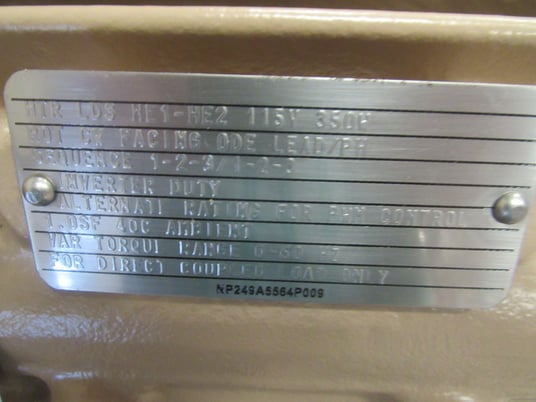 HTR LDS HE1-HE2 115V 350W
ROT CW FACING ODE LEAD/PH
SEQUENCE 1-2-3/1-2-3
INVERTER DUTY
ALTERNATE RATING FOR PWM CONTROL
1.0SF 40C AMBIENT
VAR TORQUE RANGE 0-60 HZ
FOR DIRECT COUPLED LOAD ONLY
NP249A5564P009